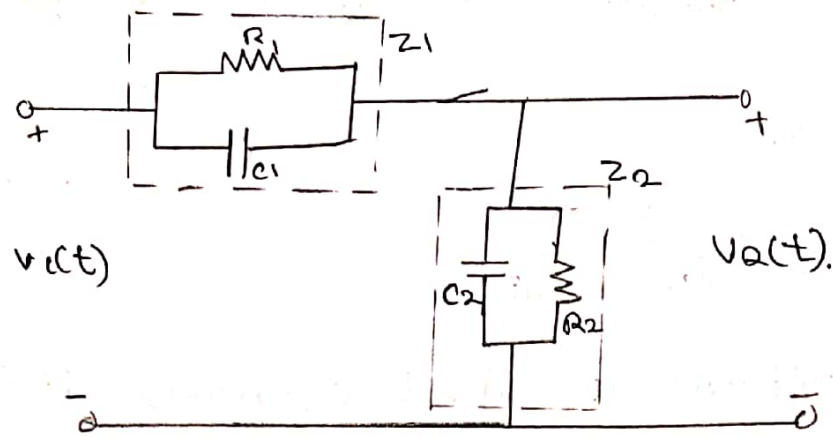 R1
Z1
+
+
C1
Z2
vi(t)
V2(t).
C2
R2
-
-